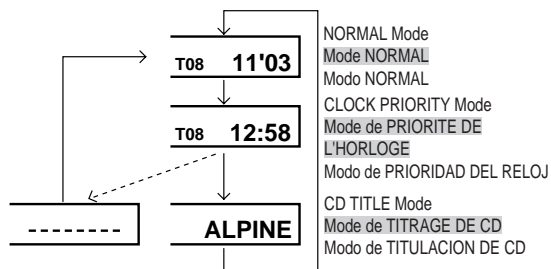 T08 11'03
NORMAL Mode
Mode NORMAL
Modo NORMAL
T08 12:58
CLOCK PRIORITY Mode
Mode de PRIORITE DE
L'HORLOGE
Modo de PRIORIDAD DEL RELOJ
--------
ALPINE
CD TITLE Mode
Mode de TITRAGE DE CD
Modo de TITULACION DE CD